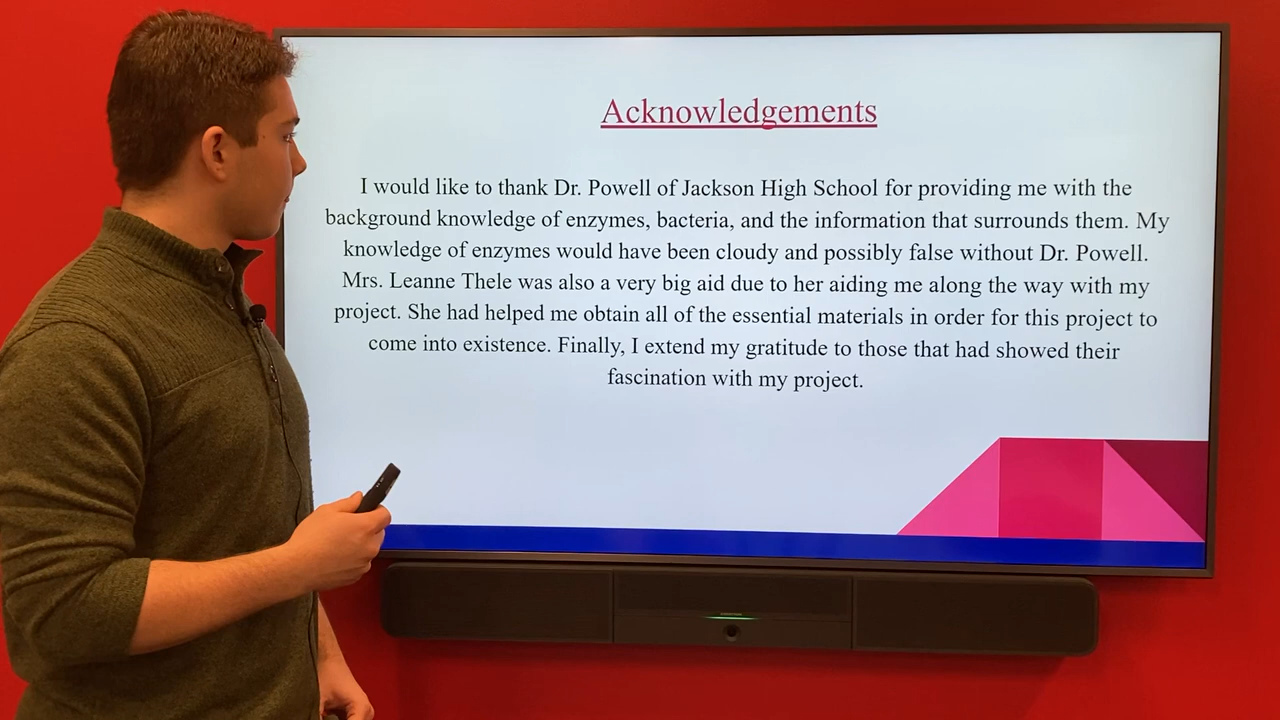 Acknowledgements
I would like to thank Dr. Powell of Jackson High School for providing me with the
background knowledge of enzymes, bacteria, and the information that surrounds them. My
knowledge of enzymes would have been cloudy and possibly false without Dr. Powell.
Mrs. Leanne Thele was also a very big aid due to her aiding me along the way with my
project. She had helped me obtain all of the essential materials in order for this project to
come into existence. Finally, I extend my gratitude to those that had showed their
fascination with my project.